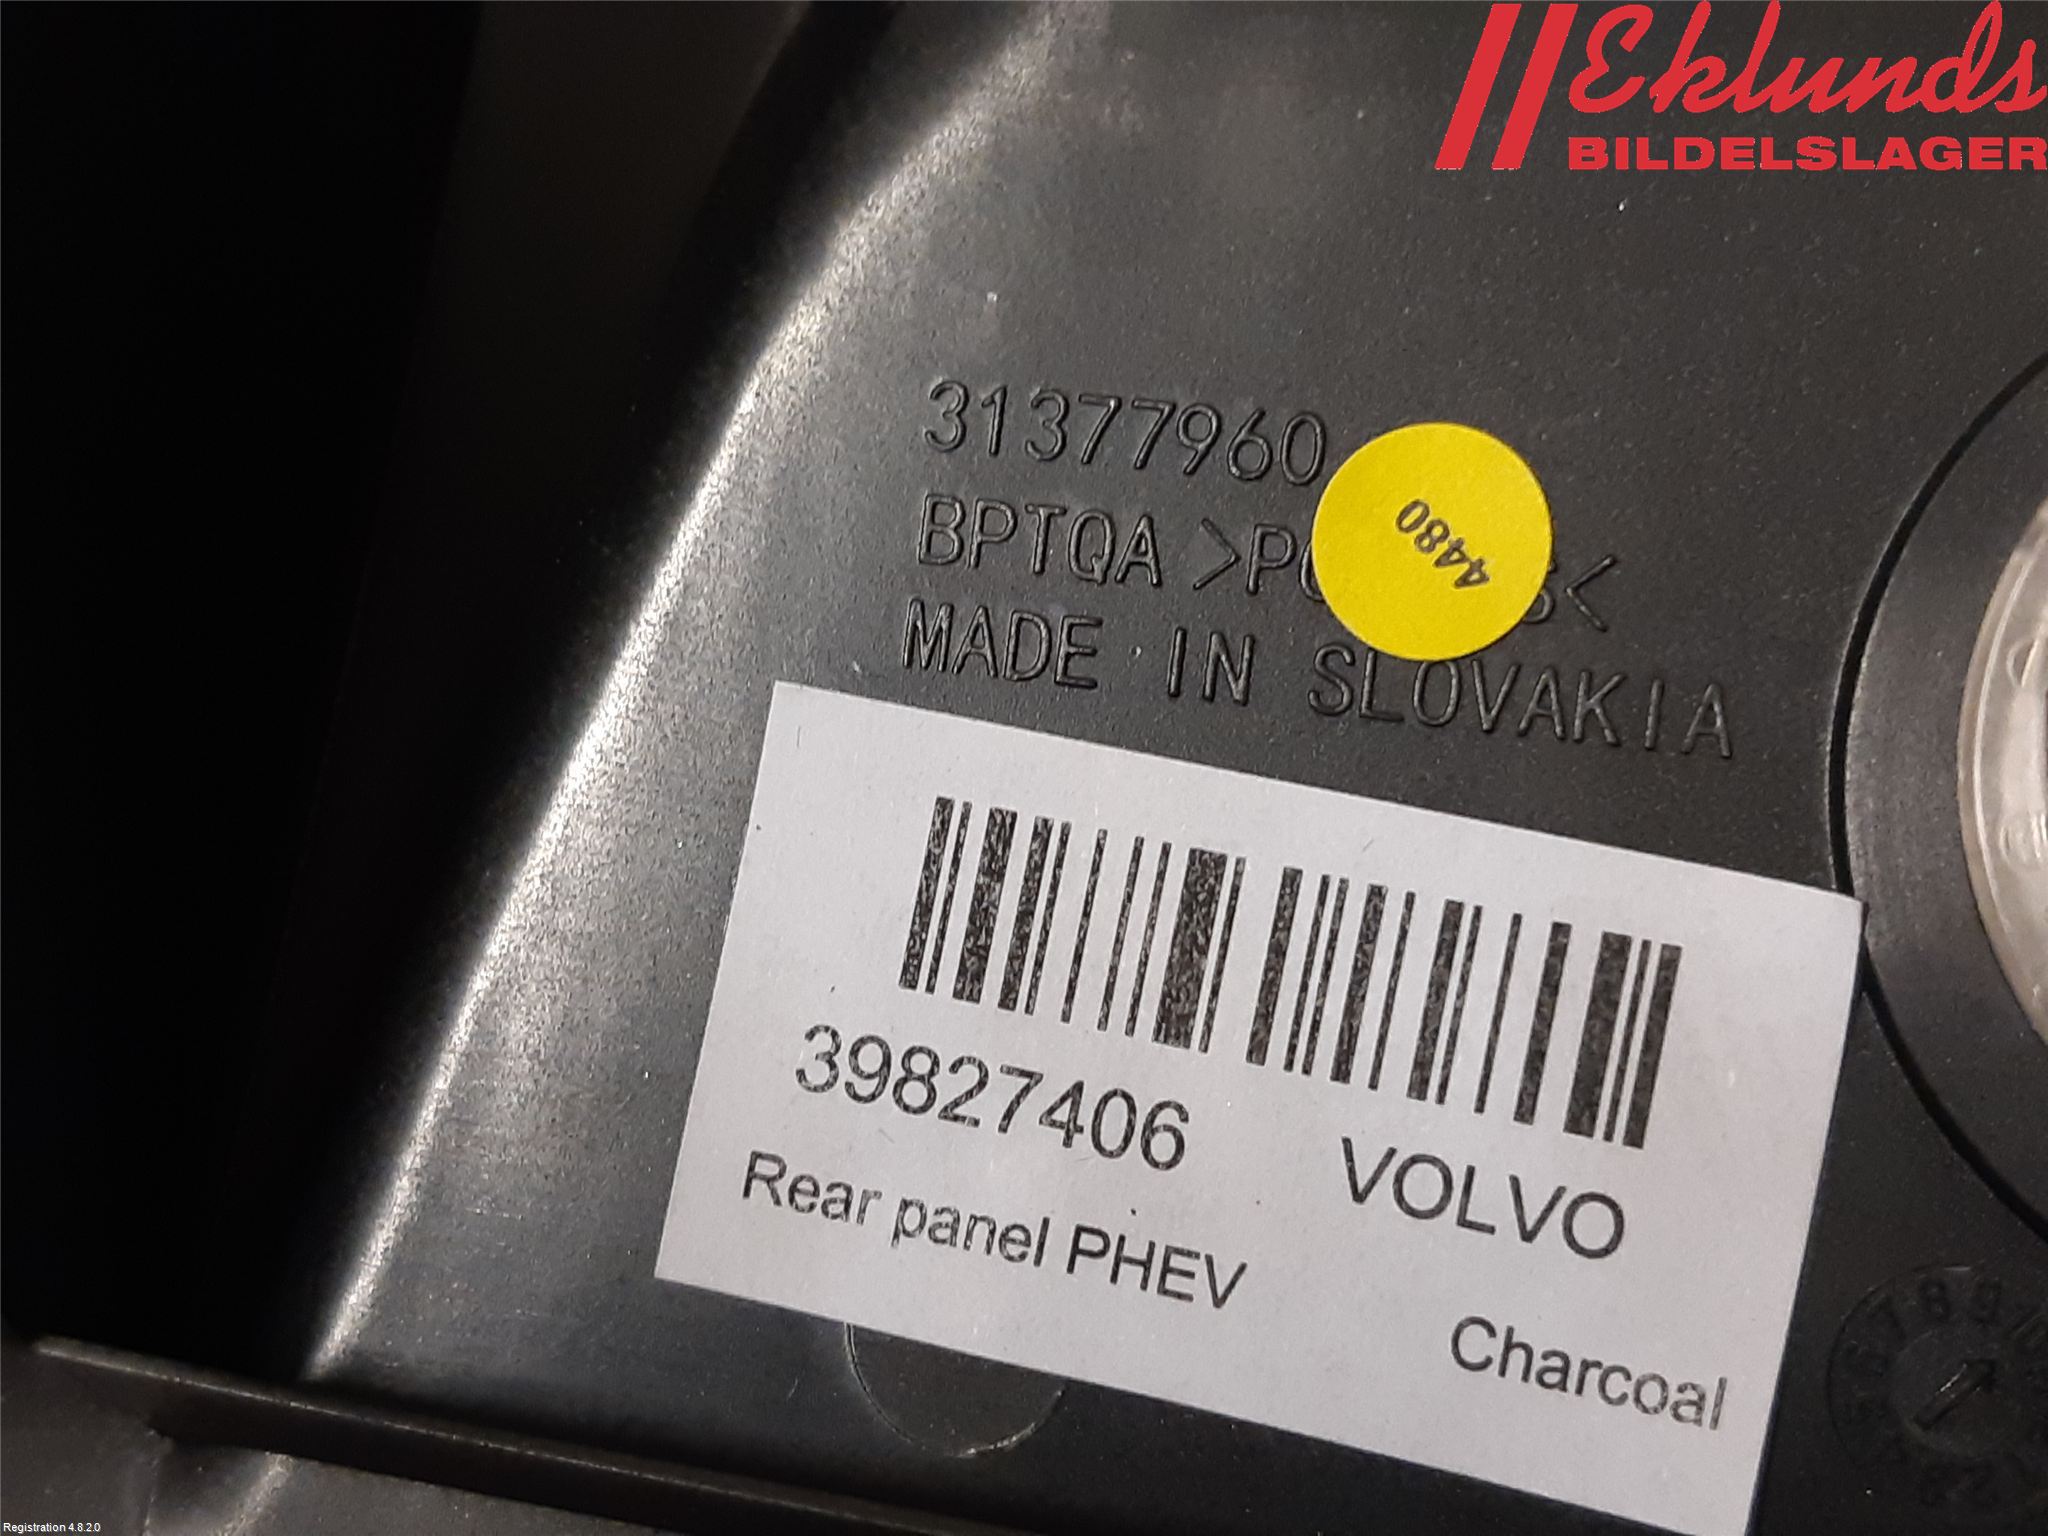 Eklunds
BILDELSLAGER
31377960
BPTQA >P
S<
4480
MADE IN SLOVAKIA
39827406
VOLVO
Rear panel PHEV
Charcoal
Registration 4.8.2.0